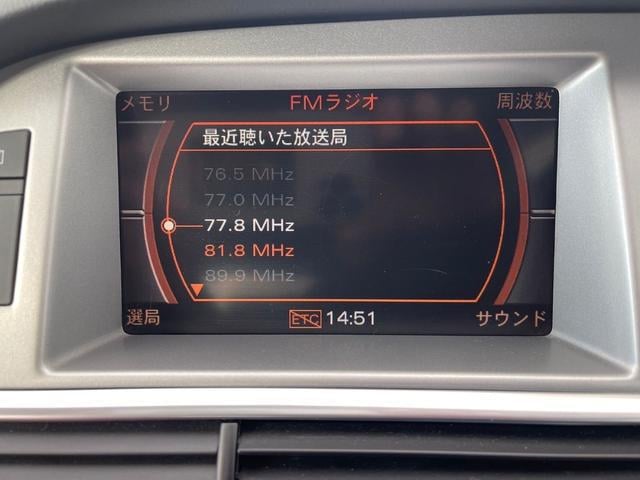 メモリ FMラジオ 周波数
最近聴いた放送局
76.5 MHz
77.0 MHz
77.8 MHz
81.8 MHz
89.9 MHz
選局 ETC 14:51 サウンド